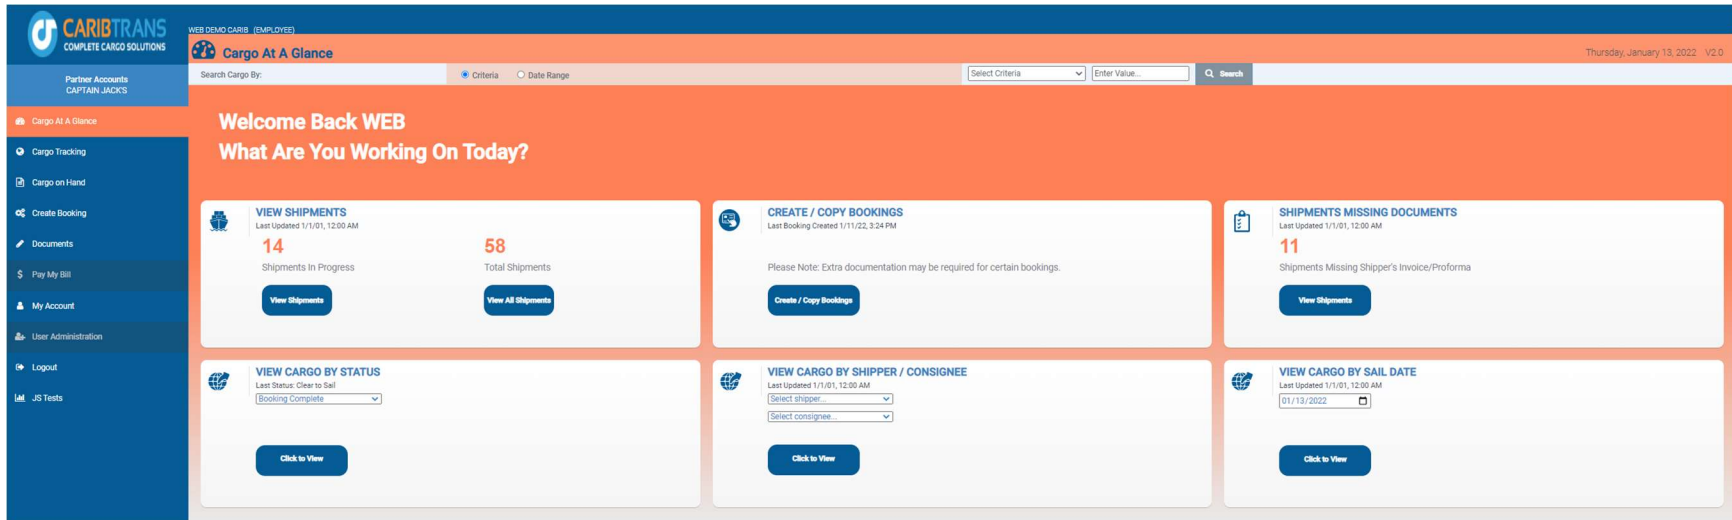 CARIBTRANS
COMPLETE CARGO SOLUTIONS
Partner Accounts
CAPTAIN JACK'S
Cargo At A Glance
Cargo Tracking
Cargo on Hand
Create Booking
Documents
Pay My Bill
My Account
User Administration
Logout
JS Tests
WEB DEMO CARIB (EMPLOYEE)
Cargo At A Glance
Thursday, January 13, 2022 V2.0
Search Cargo By: Criteria Date Range Select Criteria Enter Value... Search
Welcome Back WEB
What Are You Working On Today?
VIEW SHIPMENTS
Last Updated 1/1/01, 12:00 AM
14 58
Shipments In Progress Total Shipments
View Shipments View All Shipments
CREATE / COPY BOOKINGS
Last Booking Created 1/11/22, 3:24 PM
Please Note: Extra documentation may be required for certain bookings.
Create / Copy Bookings
SHIPMENTS MISSING DOCUMENTS
Last Updated 1/1/01, 12:00 AM
11
Shipments Missing Shipper's Invoice/Proforma
View Shipments
VIEW CARGO BY STATUS
Last Status: Clear to Sail
Booking Complete
Click to View
VIEW CARGO BY SHIPPER / CONSIGNEE
Last Updated 1/1/01, 12:00 AM
Select shipper...
Select consignee...
Click to View
VIEW CARGO BY SAIL DATE
Last Updated 1/1/01, 12:00 AM
01/13/2022
Click to View